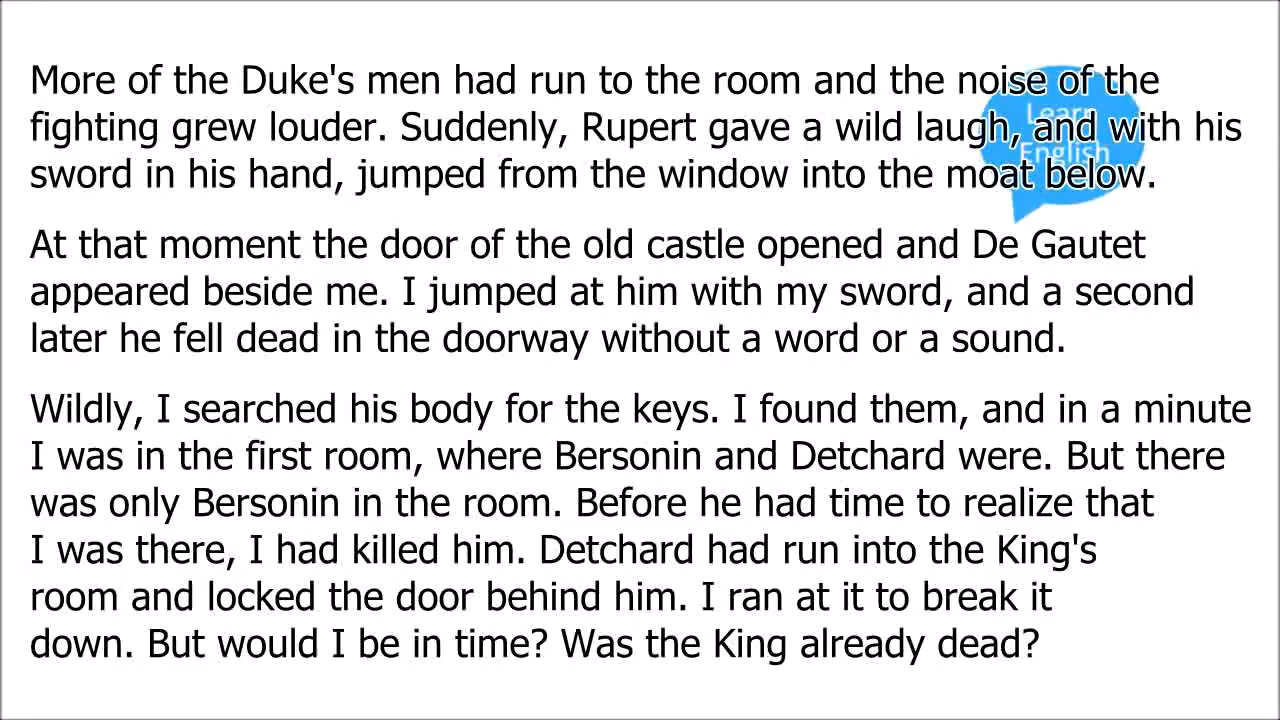 More of the Duke's men had run to the room and the noise of the
fighting grew louder. Suddenly, Rupert gave a wild laugh, and with his
sword in his hand, jumped from the window into the moat below.
At that moment the door of the old castle opened and De Gautet
appeared beside me. I jumped at him with my sword, and a second
later he fell dead in the doorway without a word or a sound.
Wildly, I searched his body for the keys. I found them, and in a minute
I was in the first room, where Bersonin and Detchard were. But there
was only Bersonin in the room. Before he had time to realize that
I was there, I had killed him. Detchard had run into the King's
room and locked the door behind him. I ran at it to break it
down. But would I be in time? Was the King already dead?
Learn
English